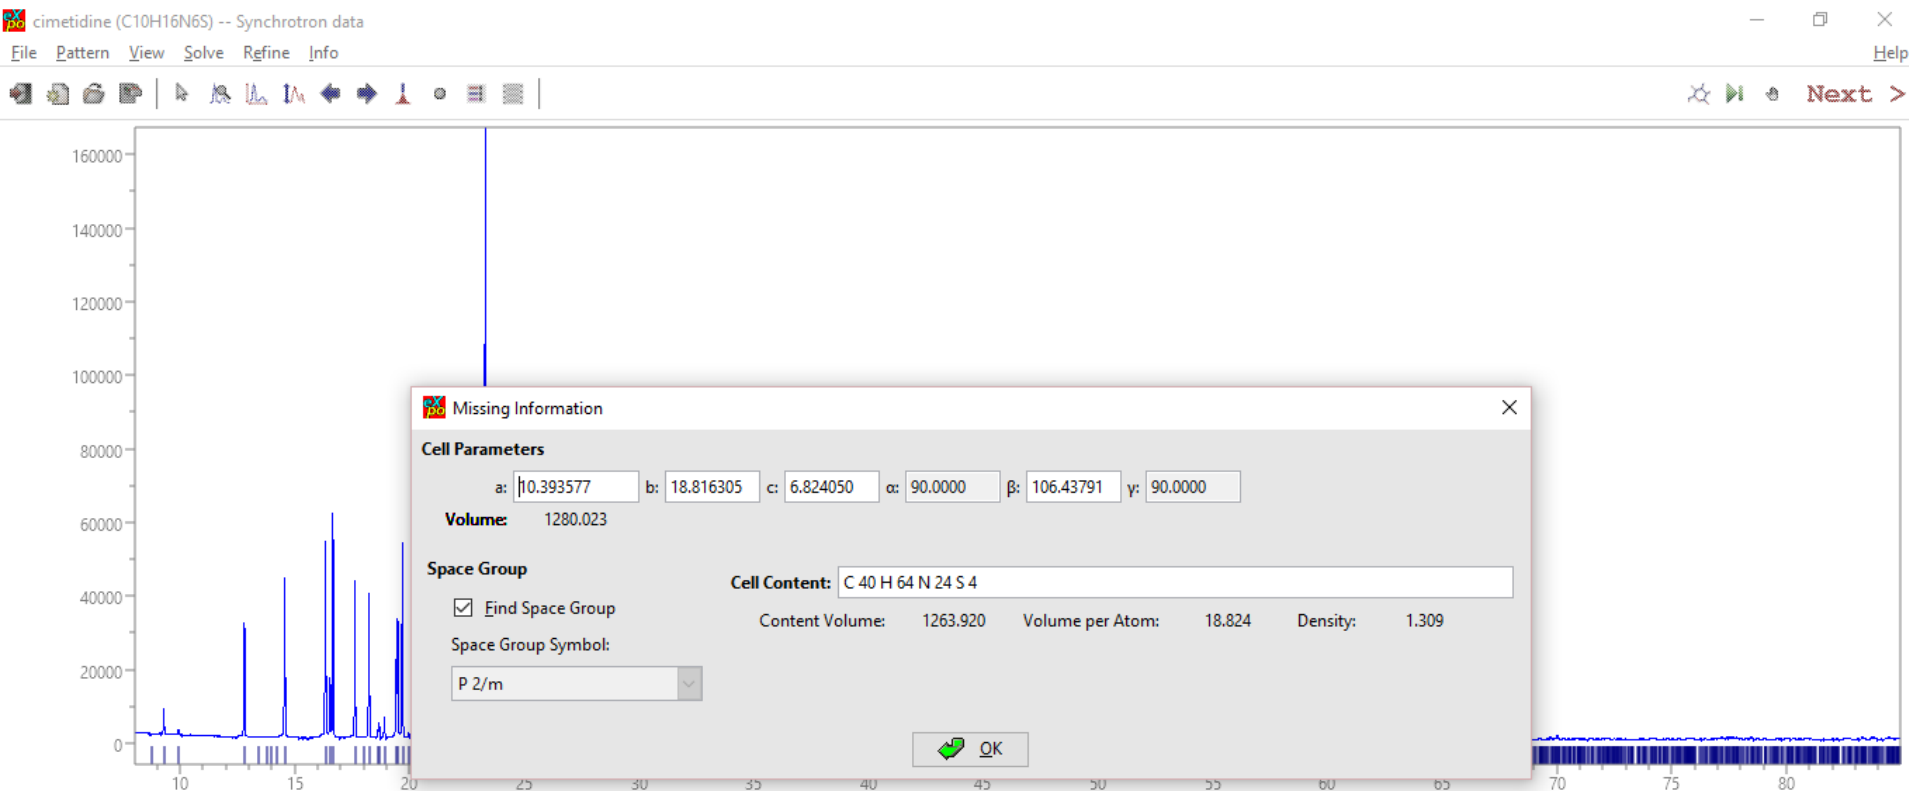 cimetidine (C10H16N6S) -- Synchrotron data
File Pattern View Solve Refine Info Help
Next >
160000
140000
120000
100000
80000
60000
40000
20000
0
Missing Information
Cell Parameters
a: 10.393577 b: 18.816305 c: 6.824050 α: 90.0000 β: 106.43791 γ: 90.0000
Volume: 1280.023
Space Group
Cell Content: C 40 H 64 N 24 S 4
Find Space Group
Content Volume: 1263.920 Volume per Atom: 18.824 Density: 1.309
Space Group Symbol:
P 2/m
OK
10 15 20 25 30 35 40 45 50 55 60 65 70 75 80